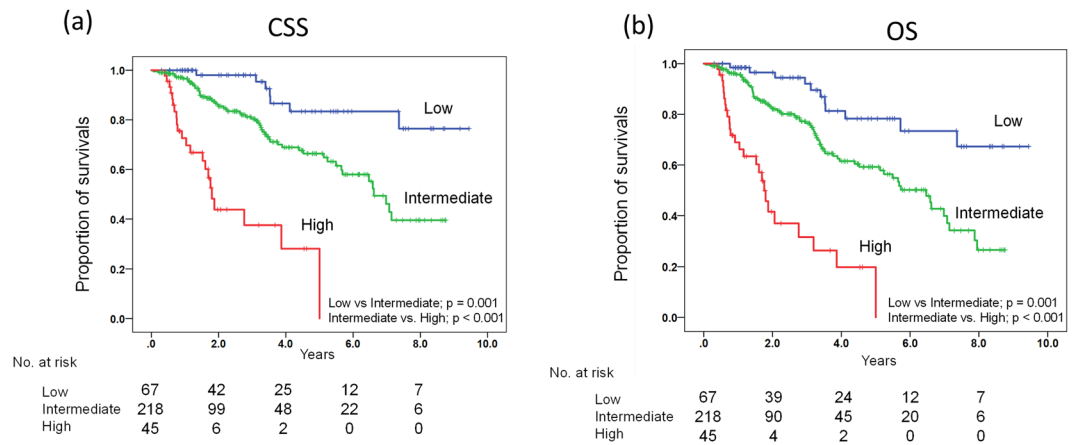 (a)
CSS
Proportion of survivals
1.0
0.8
0.6
0.4
0.2
0.0
Low
Intermediate
High
Low vs Intermediate; p = 0.001
Intermediate vs. High; p < 0.001
.0 2.0 4.0 6.0 8.0 10.0
Years
No. at risk
Low 67 42 25 12 7
Intermediate 218 99 48 22 6
High 45 6 2 0 0
(b)
OS
Proportion of survivals
1.0
0.8
0.6
0.4
0.2
0.0
Low
Intermediate
High
Low vs Intermediate; p = 0.001
Intermediate vs. High; p < 0.001
.0 2.0 4.0 6.0 8.0 10.0
Years
No. at risk
Low 67 39 24 12 7
Intermediate 218 90 45 20 6
High 45 4 2 0 0